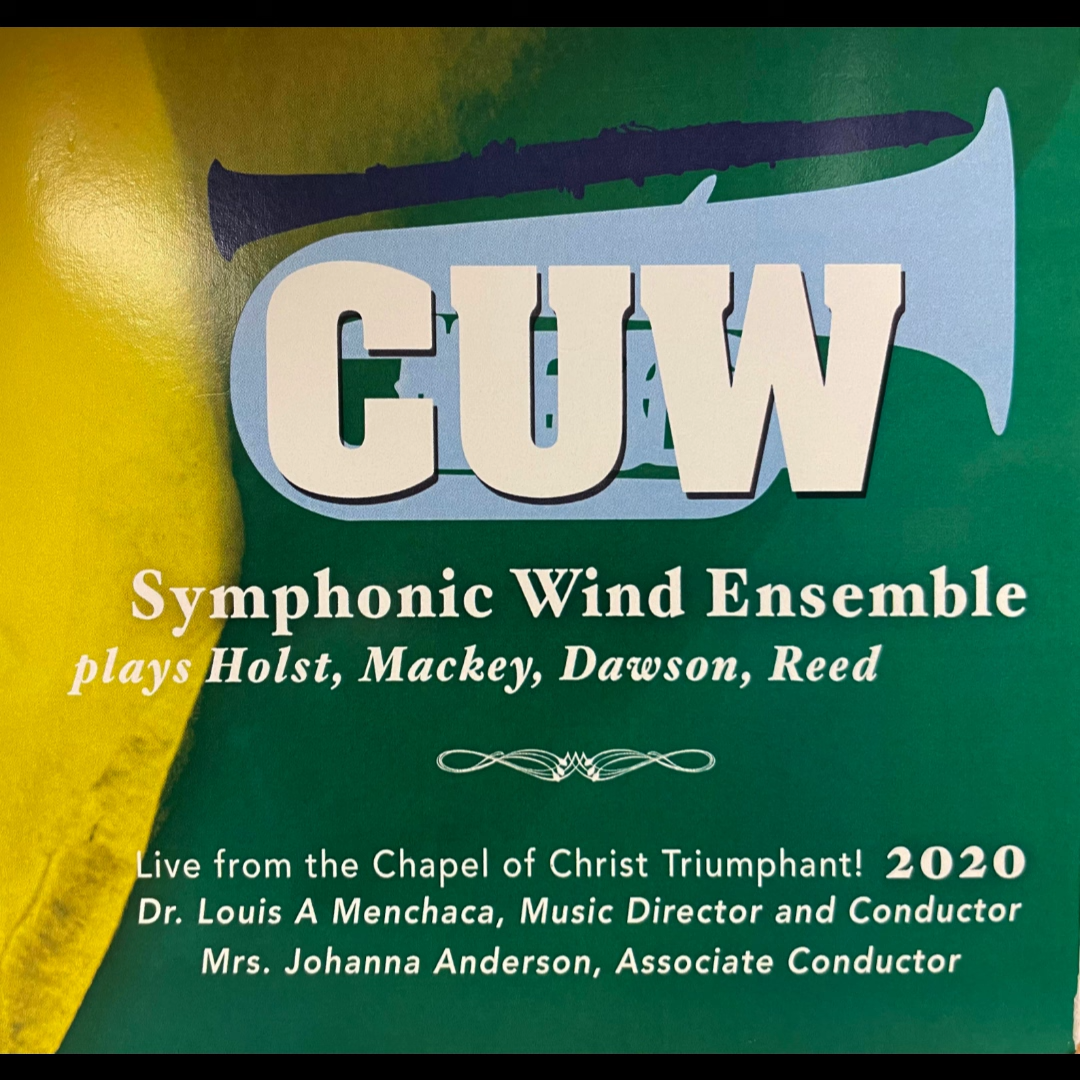 CUW
Symphonic Wind Ensemble
plays Holst, Mackey, Dawson, Reed
Live from the Chapel of Christ Triumphant! 2020
Dr. Louis A Menchaca, Music Director and Conductor
Mrs. Johanna Anderson, Associate Conductor